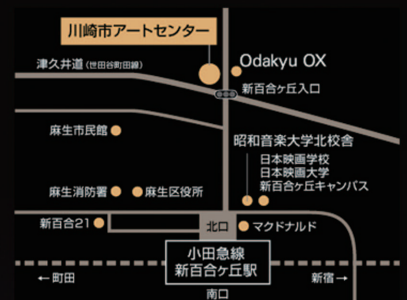 川崎市アートセンター
津久井道（世田谷町田線）
Odakyu OX
新百合ヶ丘入口
麻生市民館
昭和音楽大学北校舎
日本映画学校
日本映画大学
新百合ヶ丘キャンパス
麻生消防署
麻生区役所
新百合21
北口
マクドナルド
小田急線
新百合ヶ丘駅
←町田
新宿→
南口